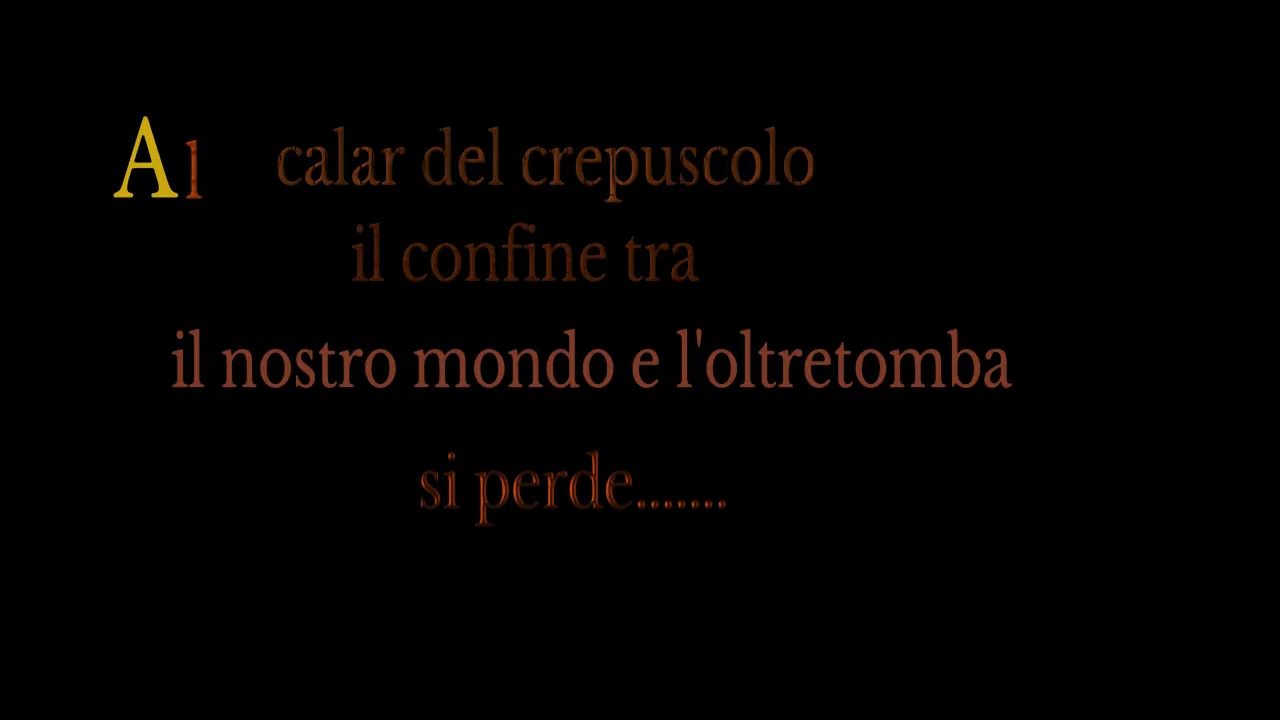 Al calar del crepuscolo
il confine tra
il nostro mondo e l'oltretomba
si perde.......